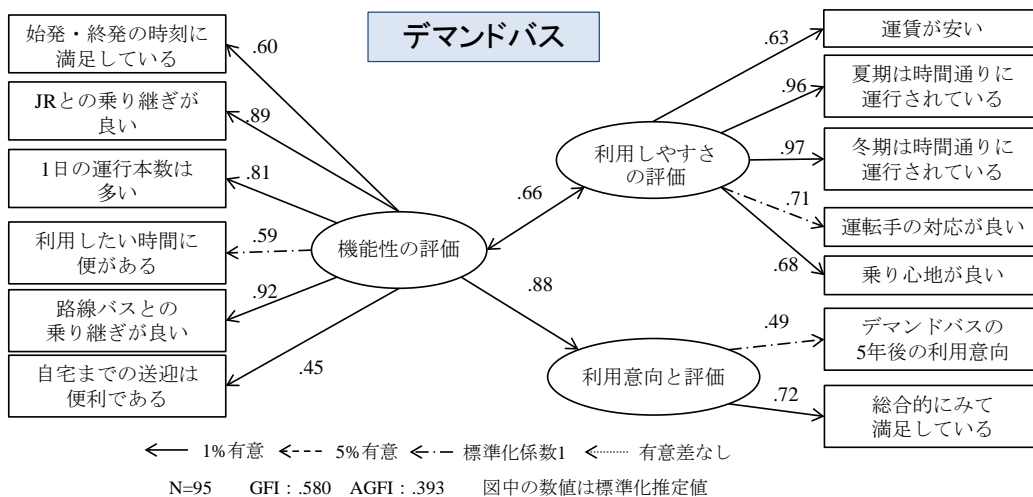 デマンドバス
始発・終発の時刻に
満足している
JRとの乗り継ぎが
良い
1日の運行本数は
多い
利用したい時間に
便がある
路線バスとの
乗り継ぎが良い
自宅までの送迎は
便利である
.60
.89
.81
.59
.92
.45
機能性の評価
.66
.88
利用しやすさ
の評価
利用意向と評価
.63
.96
.97
.71
.68
.49
.72
運賃が安い
夏期は時間通りに
運行されている
冬期は時間通りに
運行されている
運転手の対応が良い
乗り心地が良い
デマンドバスの
5年後の利用意向
総合的にみて
満足している
1%有意 5%有意 標準化係数1 有意差なし
N=95 GFI：.580 AGFI：.393 図中の数値は標準化推定値